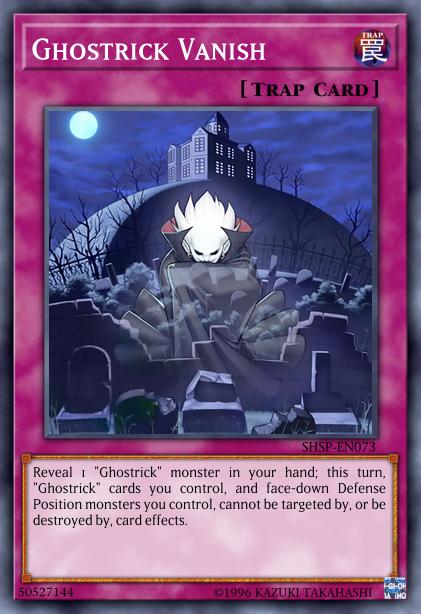 Ghostrick Vanish
TRAP
罠
[Trap Card]
SHSP-EN073
Reveal 1 "Ghostrick" monster in your hand; this turn,
"Ghostrick" cards you control, and face-down Defense
Position monsters you control, cannot be targeted by, or be
destroyed by, card effects.
50527144
©1996 KAZUKI TAKAHASHI